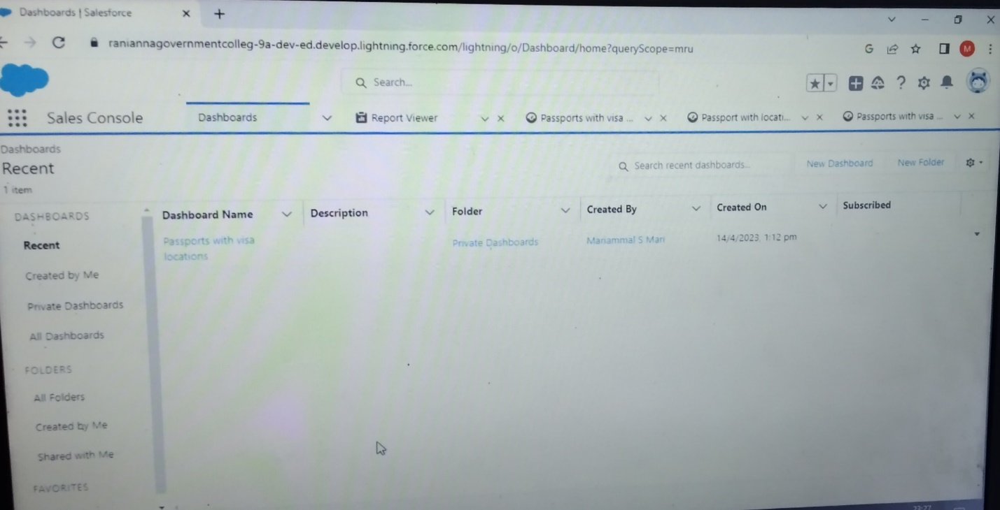 Dashboards | Salesforce
raniannagovernmentcolleg-9a-dev-ed.develop.lightning.force.com/lightning/o/Dashboard/home?queryScope=mru
G
M
Search...
Sales Console
Dashboards
Report Viewer
Passports with visa ...
Passport with locati...
Passports with visa ...
Dashboards
Recent
1 item
Search recent dashboards...
New Dashboard
New Folder
DASHBOARDS
Dashboard Name
Description
Folder
Created By
Created On
Subscribed
Recent
Passports with visa
locations
Private Dashboards
Mariammal S Mari
14/4/2023, 1:12 pm
Created by Me
Private Dashboards
All Dashboards
FOLDERS
All Folders
Created by Me
Shared with Me
FAVORITES